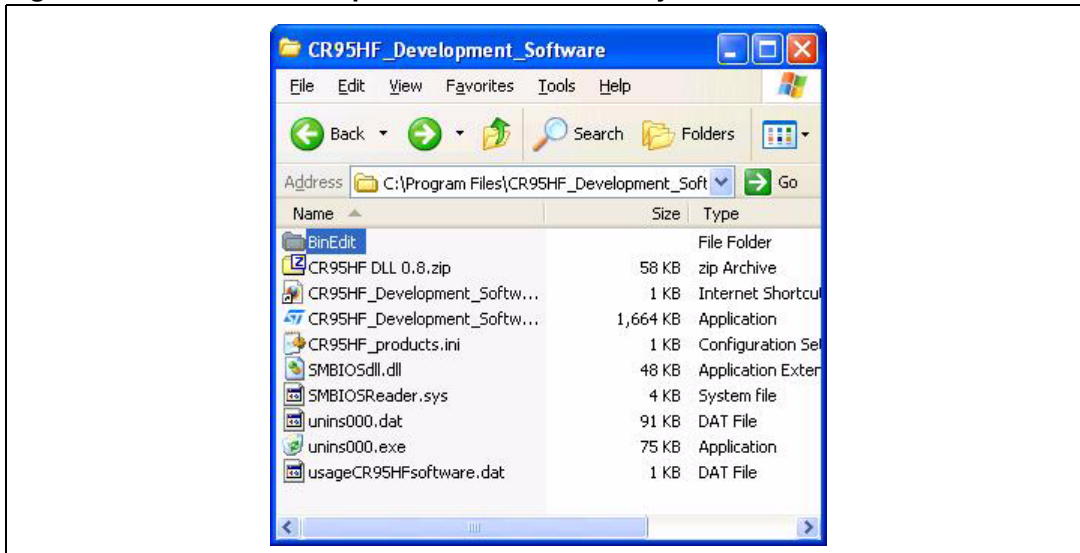 CR95HF_Development_Software
File Edit View Favorites Tools Help
Back Search Folders
Address C:\Program Files\CR95HF_Development_Soft Go
Name Size Type
BinEdit File Folder
CR95HF DLL 0.8.zip 58 KB zip Archive
CR95HF_Development_Softw... 1 KB Internet Shortcu
CR95HF_Development_Softw... 1,664 KB Application
CR95HF_products.ini 1 KB Configuration Set
SMBIOSdll.dll 48 KB Application Exten
SMBIOSReader.sys 4 KB System file
unins000.dat 91 KB DAT File
unins000.exe 75 KB Application
usageCR95HFsoftware.dat 1 KB DAT File